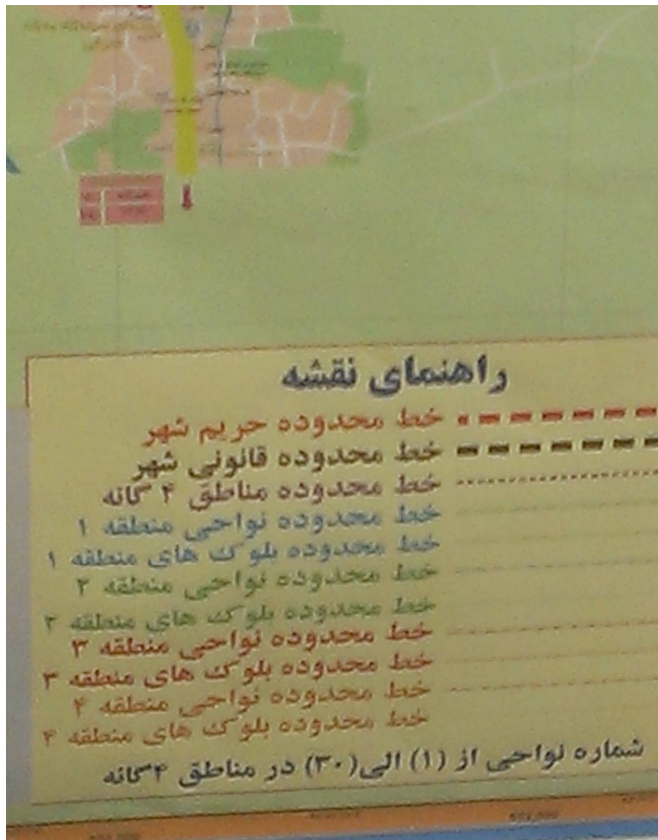 راهنمای نقشه
خط محدوده حریم شهر
خط محدوده قانونی شهر
خط محدوده مناطق ۴ گانه
خط محدوده نواحی منطقه ۱
خط محدوده بلوک های منطقه ۱
خط محدوده نواحی منطقه ۲
خط محدوده بلوک های منطقه ۲
خط محدوده نواحی منطقه ۳
خط محدوده بلوک های منطقه ۳
خط محدوده نواحی منطقه ۴
خط محدوده بلوک های منطقه ۴
شماره نواحی از (۱) الی (۳۰) در مناطق ۴گانه